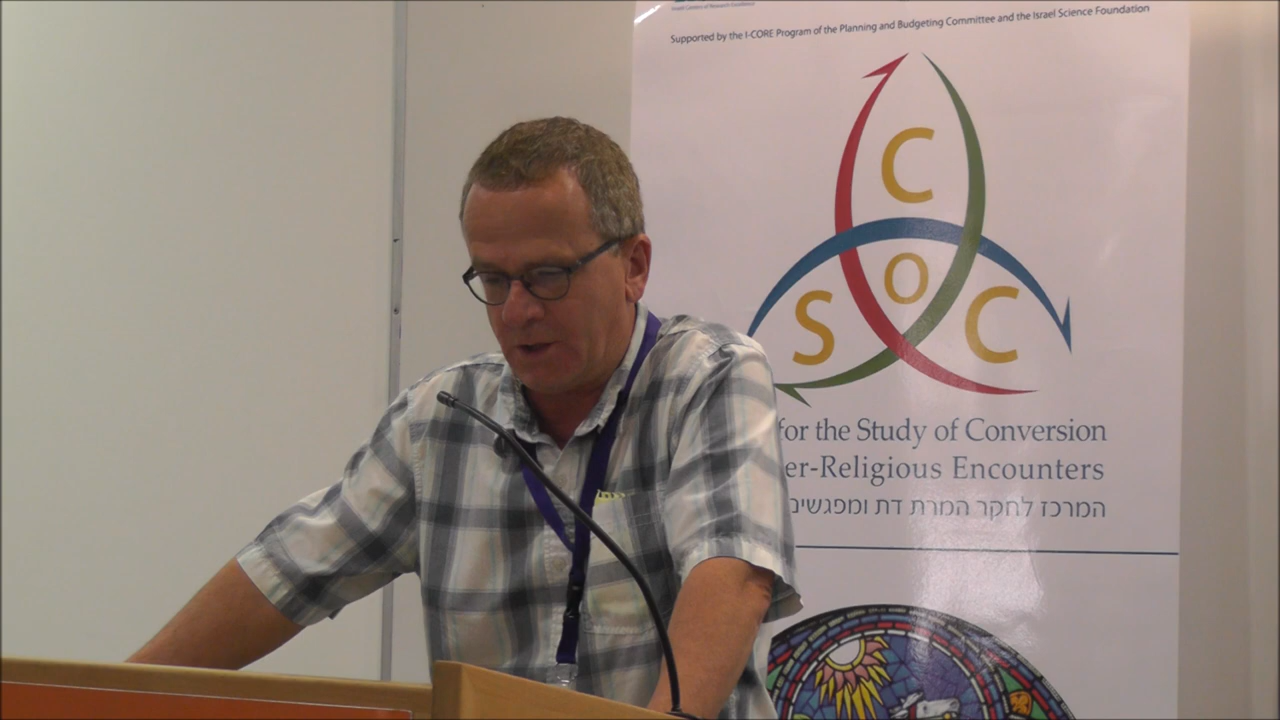 Supported by the I-CORE Program of the Planning and Budgeting Committee and the Israel Science Foundation
C
O
S C
for the Study of Conversion
er-Religious Encounters
המרכז לחקר המרת דת ומפגשים